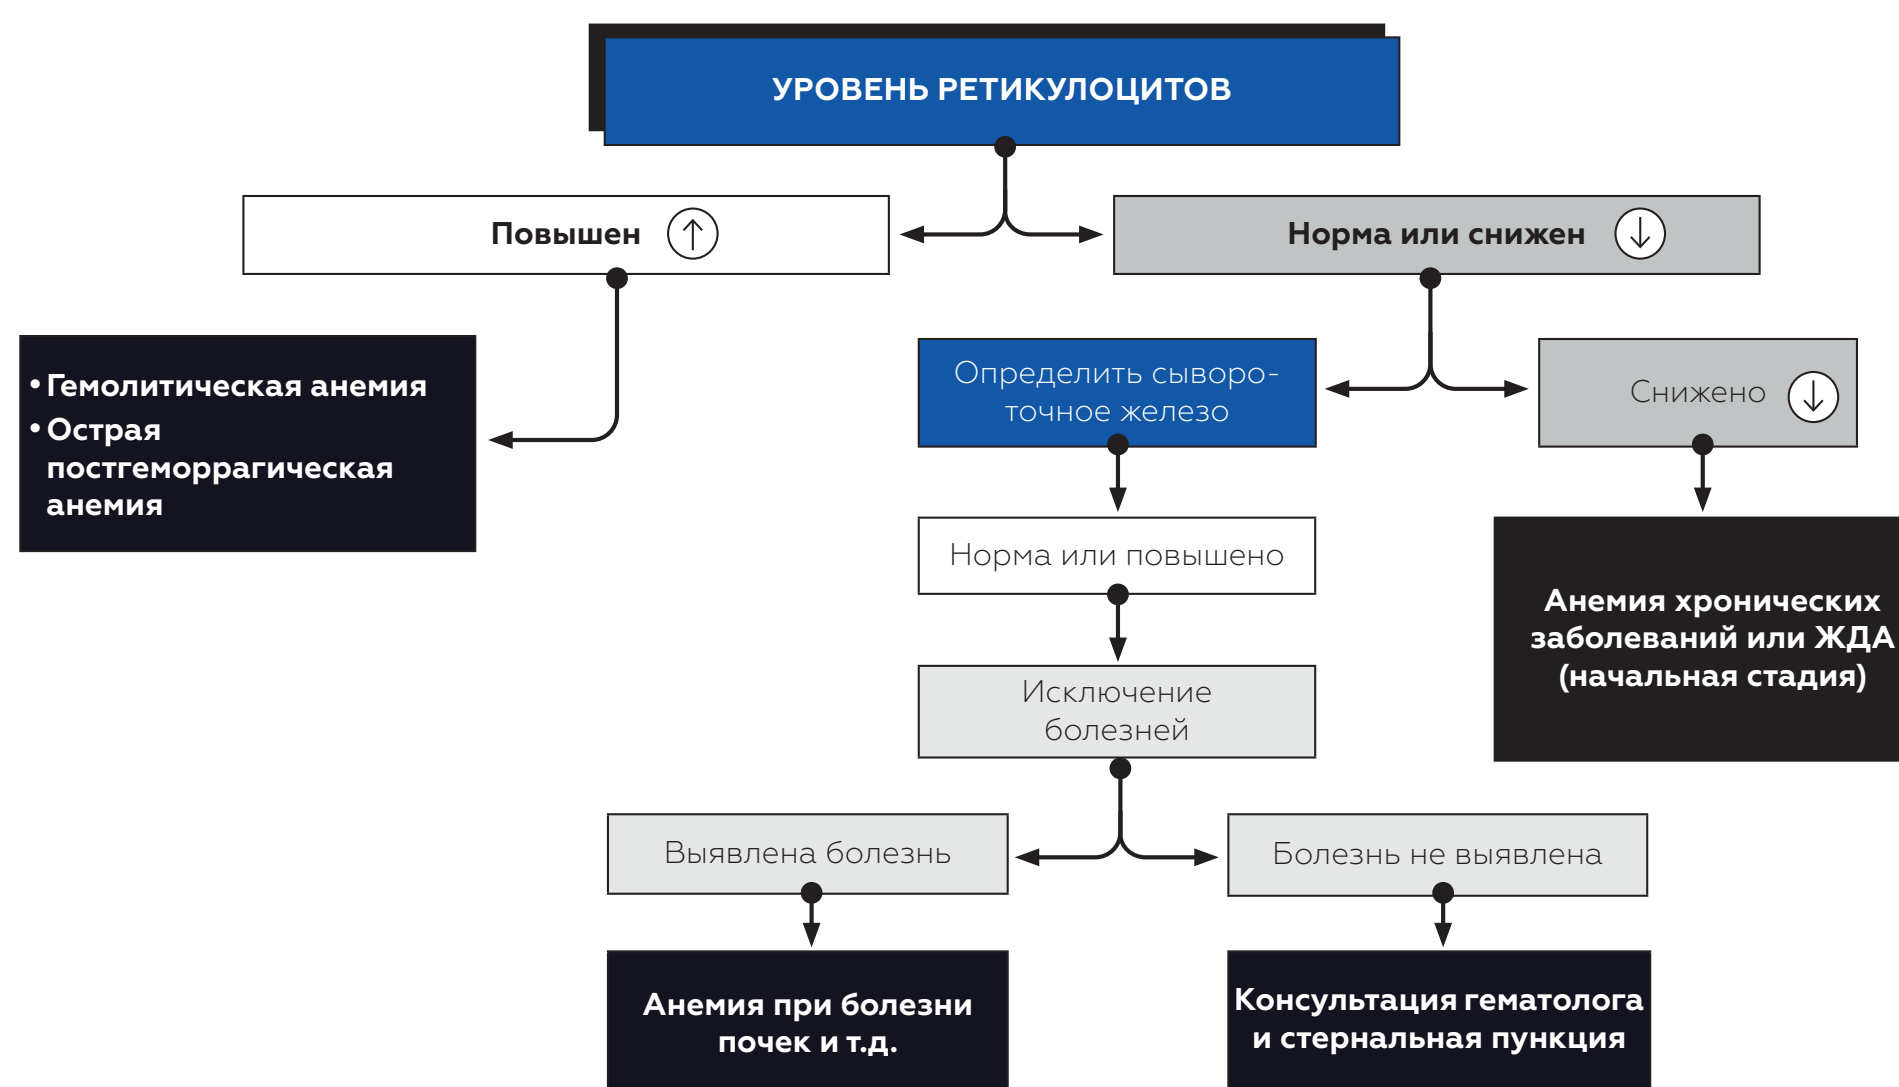 УРОВЕНЬ РЕТИКУЛОЦИТОВ
Повышен
Норма или снижен
• Гемолитическая анемия
• Острая
постгеморрагическая
анемия
Определить сыворо-
точное железо
Снижено
Норма или повышено
Анемия хронических
заболеваний или ЖДА
(начальная стадия)
Исключение
болезней
Выявлена болезнь
Болезнь не выявлена
Анемия при болезни
почек и т.д.
Консультация гематолога
и стернальная пункция